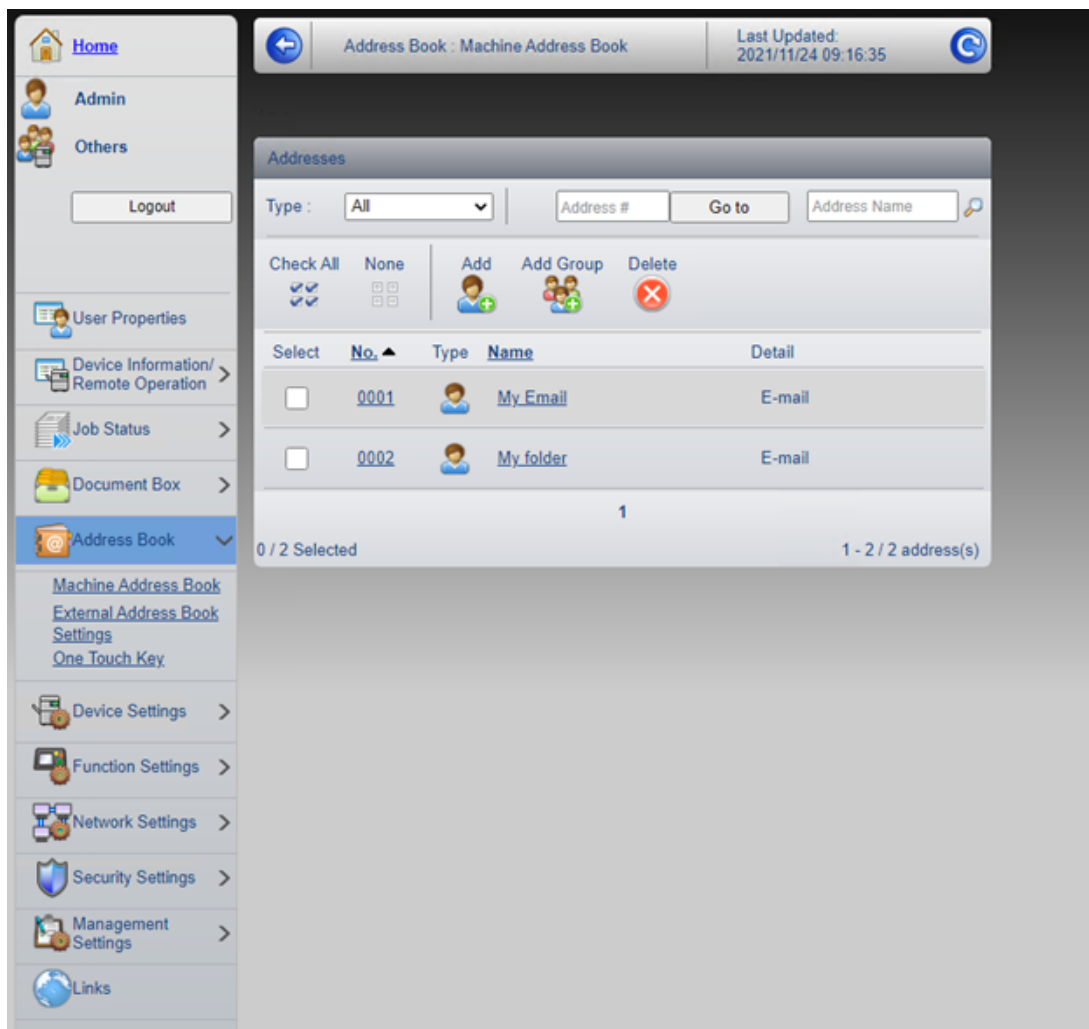 Home
Admin
Others
Logout
User Properties
Device Information/
Remote Operation
Job Status
Document Box
Address Book
Machine Address Book
External Address Book
Settings
One Touch Key
Device Settings
Function Settings
Network Settings
Security Settings
Management
Settings
Links
Address Book : Machine Address Book
Last Updated:
2021/11/24 09:16:35
Addresses
Type : All Address # Go to Address Name
Check All None Add Add Group Delete
Select No. Type Name Detail
0001 My Email E-mail
0002 My folder E-mail
1
0 / 2 Selected 1 - 2 / 2 address(s)